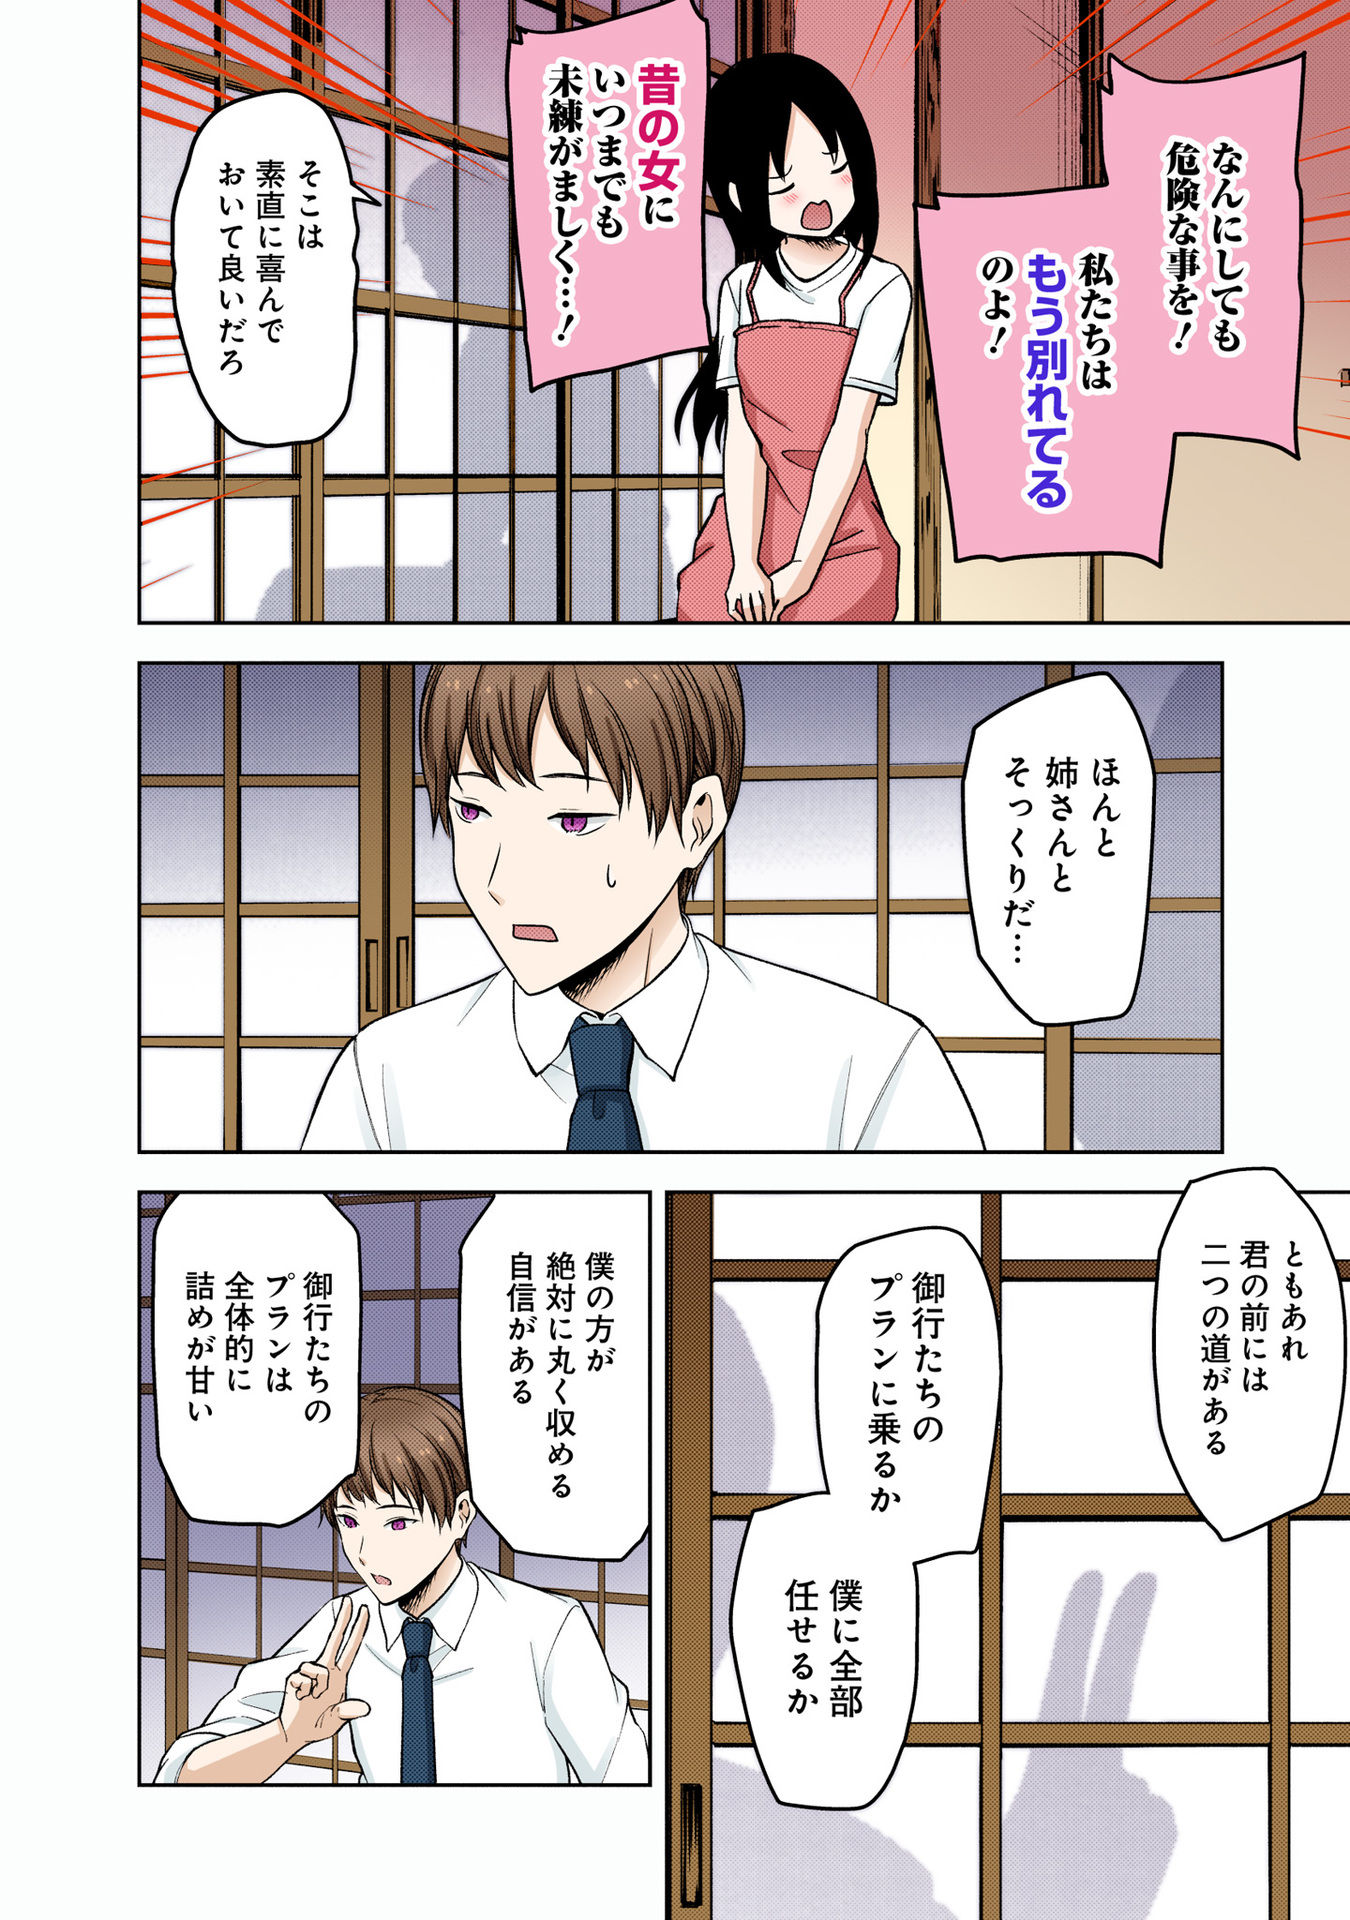 なんにしても
危険な事を！
私たちは
もう別れてる
のよ！
昔の女に
いつまでも
未練がましく…！
そこは
素直に喜んで
おいて良いだろ
ほんと
姉さんと
そっくりだ…
ともあれ
君の前には
二つの道がある
御行たちの
プランに乗るか
僕に全部
任せるか
僕の方が
絶対に丸く収める
自信がある
御行たちの
プランは
全体的に
詰めが甘い